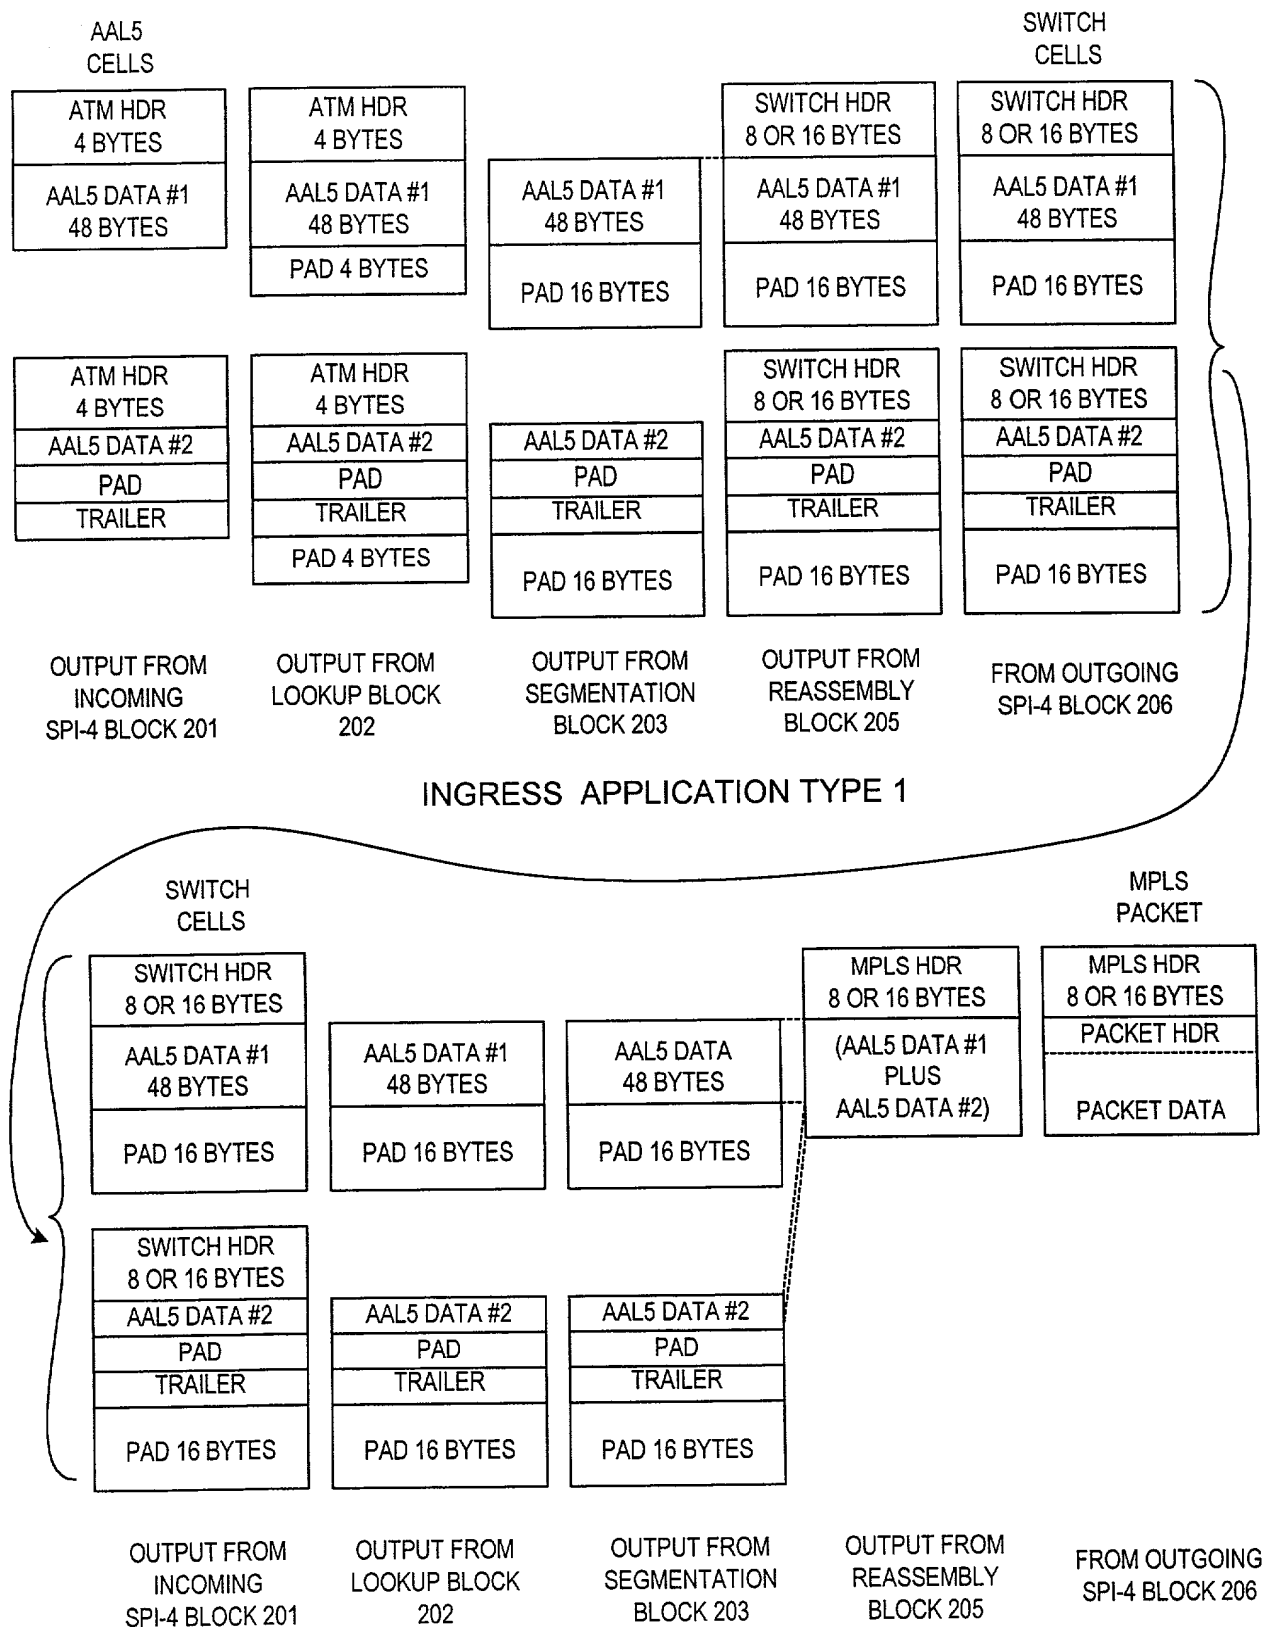 AAL5
CELLS
SWITCH
CELLS
ATM HDR
4 BYTES
AAL5 DATA #1
48 BYTES
ATM HDR
4 BYTES
AAL5 DATA #1
48 BYTES
PAD 4 BYTES
AAL5 DATA #1
48 BYTES
PAD 16 BYTES
SWITCH HDR
8 OR 16 BYTES
AAL5 DATA #1
48 BYTES
PAD 16 BYTES
SWITCH HDR
8 OR 16 BYTES
AAL5 DATA #1
48 BYTES
PAD 16 BYTES
ATM HDR
4 BYTES
AAL5 DATA #2
PAD
TRAILER
ATM HDR
4 BYTES
AAL5 DATA #2
PAD
TRAILER
PAD 4 BYTES
AAL5 DATA #2
PAD
TRAILER
PAD 16 BYTES
SWITCH HDR
8 OR 16 BYTES
AAL5 DATA #2
PAD
TRAILER
PAD 16 BYTES
SWITCH HDR
8 OR 16 BYTES
AAL5 DATA #2
PAD
TRAILER
PAD 16 BYTES
OUTPUT FROM
INCOMING
SPI-4 BLOCK 201
OUTPUT FROM
LOOKUP BLOCK
202
OUTPUT FROM
SEGMENTATION
BLOCK 203
OUTPUT FROM
REASSEMBLY
BLOCK 205
FROM OUTGOING
SPI-4 BLOCK 206
INGRESS APPLICATION TYPE 1
SWITCH
CELLS
MPLS
PACKET
SWITCH HDR
8 OR 16 BYTES
AAL5 DATA #1
48 BYTES
PAD 16 BYTES
AAL5 DATA #1
48 BYTES
PAD 16 BYTES
AAL5 DATA
48 BYTES
PAD 16 BYTES
MPLS HDR
8 OR 16 BYTES
(AAL5 DATA #1
PLUS
AAL5 DATA #2)
MPLS HDR
8 OR 16 BYTES
PACKET HDR
PACKET DATA
SWITCH HDR
8 OR 16 BYTES
AAL5 DATA #2
PAD
TRAILER
PAD 16 BYTES
AAL5 DATA #2
PAD
TRAILER
PAD 16 BYTES
AAL5 DATA #2
PAD
TRAILER
PAD 16 BYTES
OUTPUT FROM
INCOMING
SPI-4 BLOCK 201
OUTPUT FROM
LOOKUP BLOCK
202
OUTPUT FROM
SEGMENTATION
BLOCK 203
OUTPUT FROM
REASSEMBLY
BLOCK 205
FROM OUTGOING
SPI-4 BLOCK 206